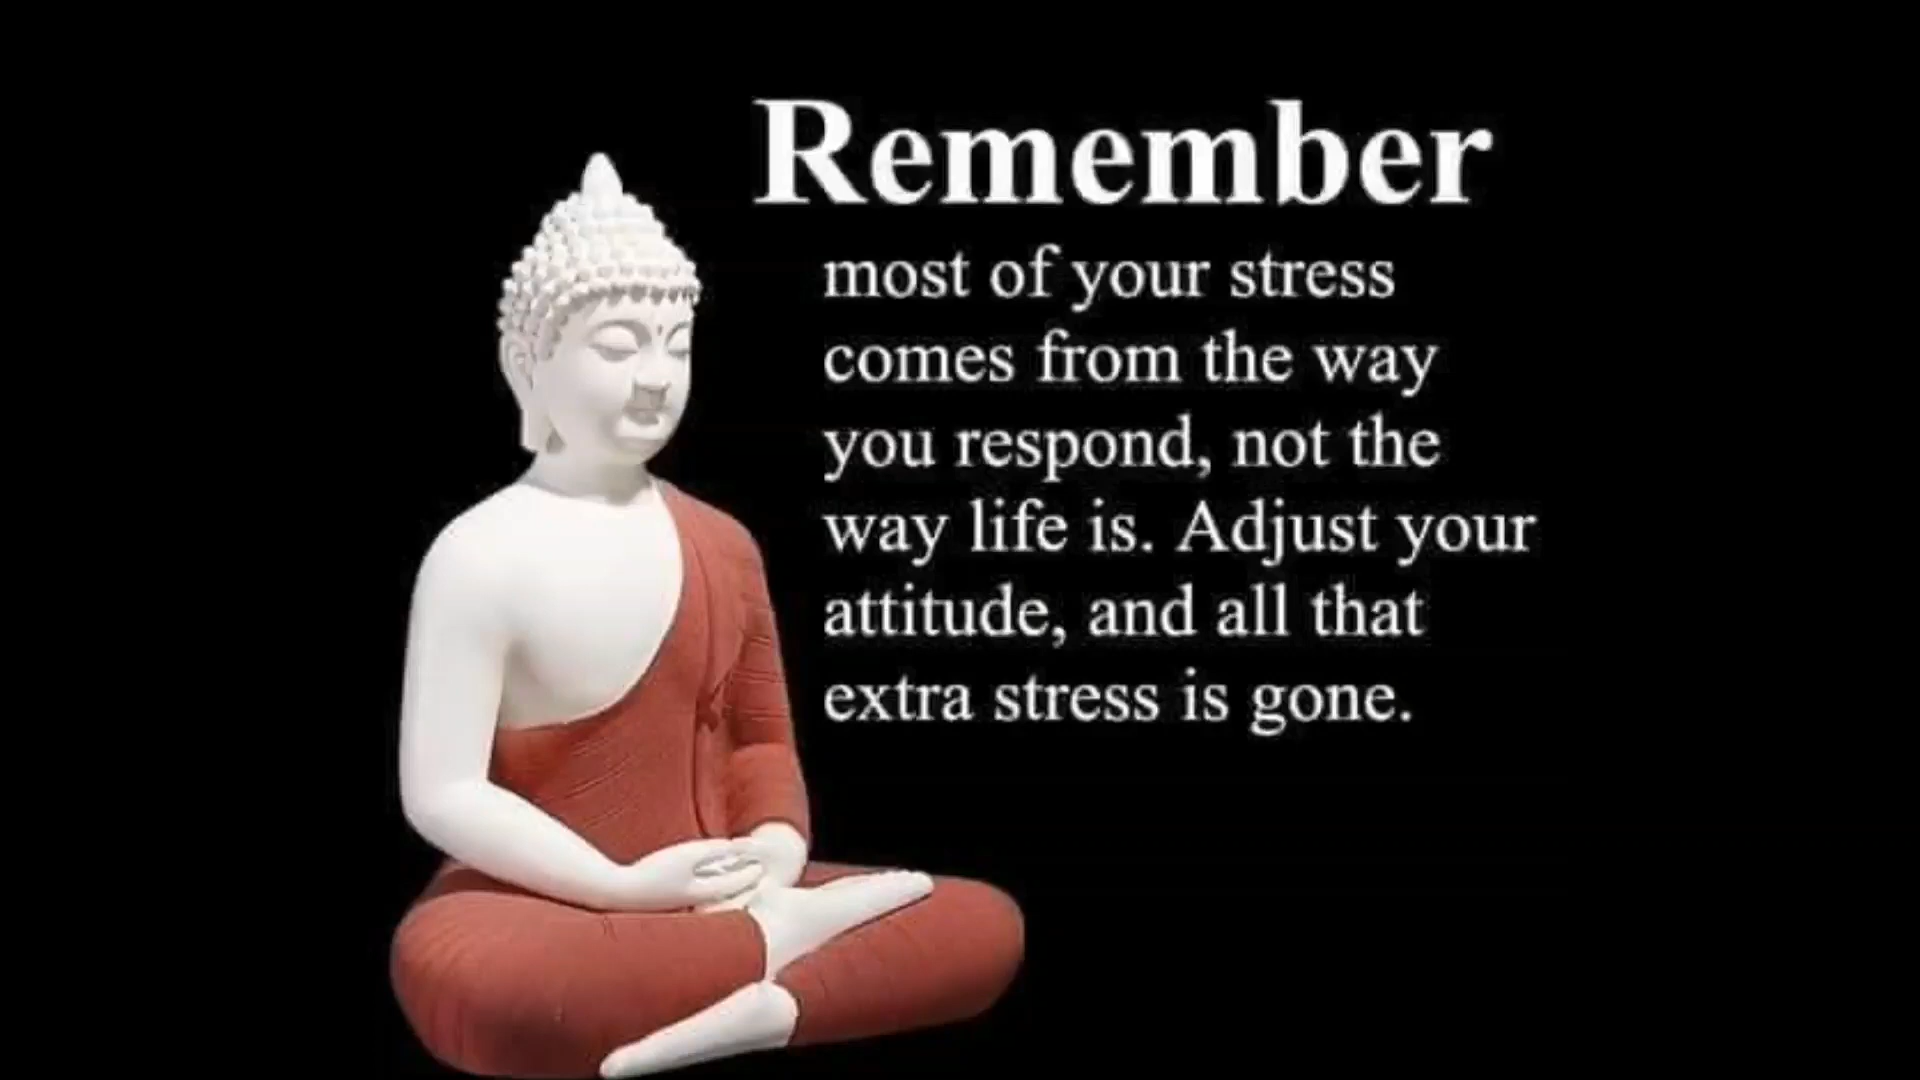 Remember
most of your stress
comes from the way
you respond, not the
way life is. Adjust your
attitude, and all that
extra stress is gone.